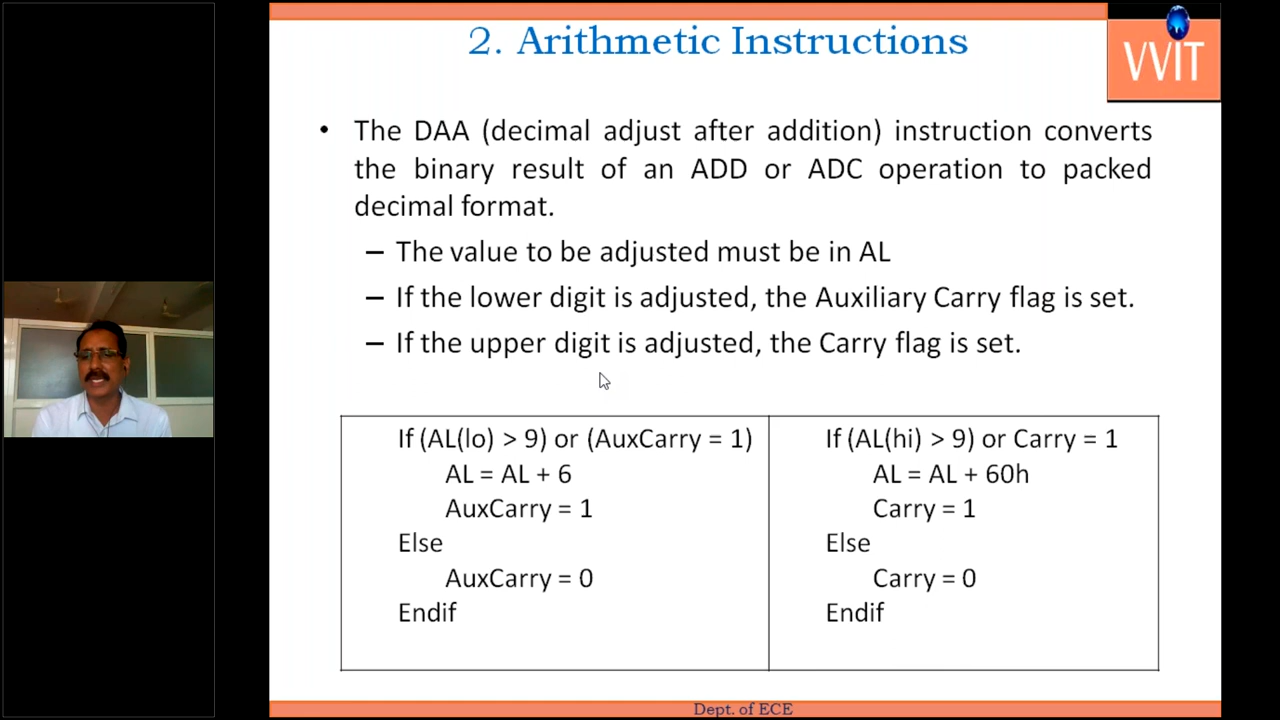 2. Arithmetic Instructions
VVIT
• The DAA (decimal adjust after addition) instruction converts
the binary result of an ADD or ADC operation to packed
decimal format.
– The value to be adjusted must be in AL
– If the lower digit is adjusted, the Auxiliary Carry flag is set.
– If the upper digit is adjusted, the Carry flag is set.
If (AL(lo) > 9) or (AuxCarry = 1)
AL = AL + 6
AuxCarry = 1
Else
AuxCarry = 0
Endif
If (AL(hi) > 9) or Carry = 1
AL = AL + 60h
Carry = 1
Else
Carry = 0
Endif
Dept. of ECE